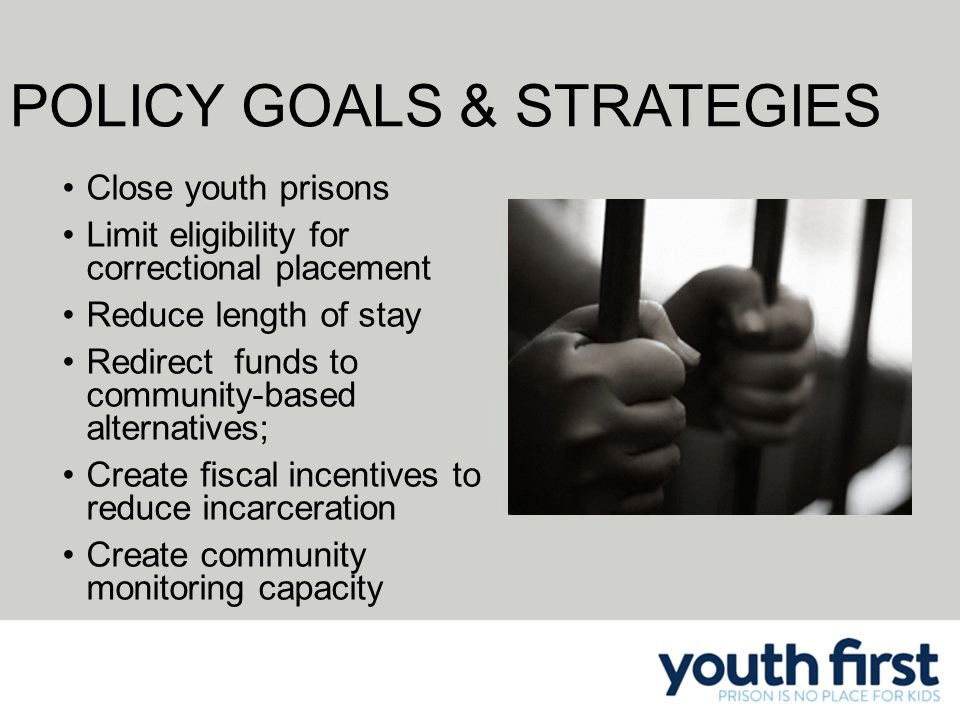 POLICY GOALS & STRATEGIES
• Close youth prisons
• Limit eligibility for
correctional placement
• Reduce length of stay
• Redirect  funds to
community-based
alternatives;
• Create fiscal incentives to
reduce incarceration
• Create community
monitoring capacity
youth first
PRISON IS NO PLACE FOR KIDS